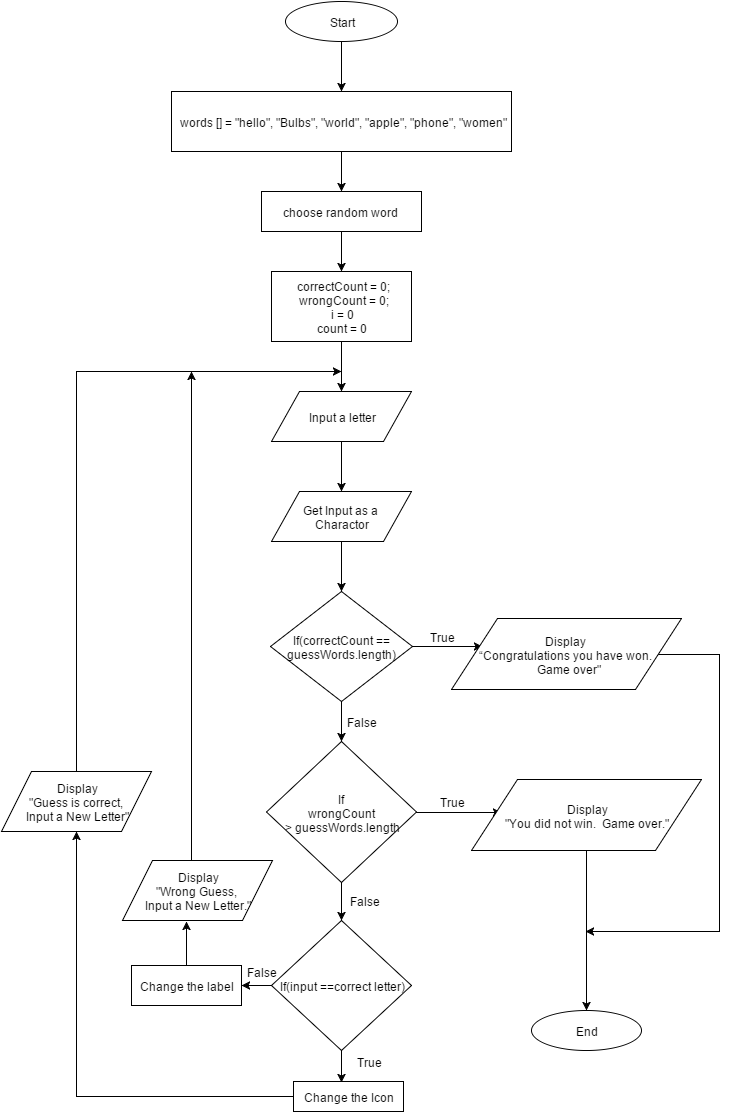 Start
words [] = "hello", "Bulbs", "world", "apple", "phone", "women"
choose random word
correctCount = 0;
wrongCount = 0;
i = 0
count = 0
Input a letter
Get Input as a
Charactor
If(correctCount ==
guessWords.length)
True
Display
“Congratulations you have won.
Game over"
False
If
wrongCount
> guessWords.length
True
Display
"You did not win.  Game over."
False
If(input ==correct letter)
False
Change the label
Display
"Wrong Guess,
Input a New Letter."
True
Change the Icon
Display
"Guess is correct,
Input a New Letter"
End